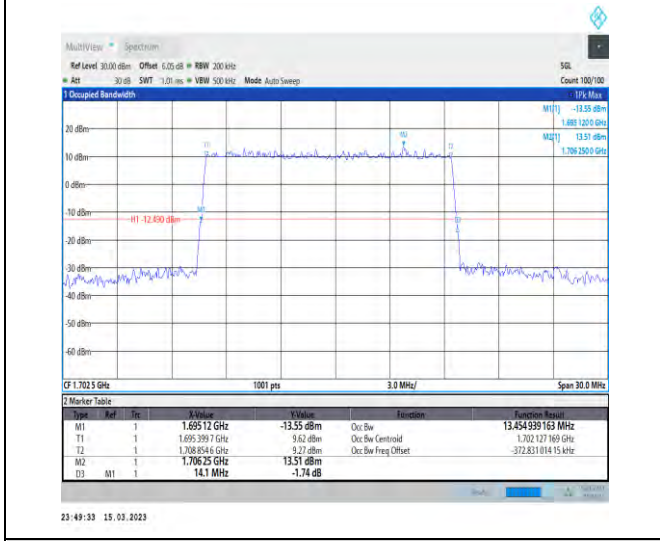 MultiView Spectrum
Ref Level 30.00 dBm Offset 6.05 dB RBW 200 kHz SGL
Att 30 dB SWT 1.01 ms VBW 500 kHz Mode Auto Sweep Count 100/100
1 Occupied Bandwidth 1Pk Max
M1[1] -13.55 dBm
1.695 120 0 GHz
M2[1] 13.51 dBm
1.706 250 0 GHz
20 dBm
M2
T1
T2
10 dBm
0 dBm
-10 dBm
M1
H1 -12.490 dBm
D3
-20 dBm
-30 dBm
-40 dBm
-50 dBm
-60 dBm
CF 1.702 5 GHz 1001 pts 3.0 MHz/ Span 30.0 MHz
2 Marker Table
Type Ref Trc X-Value Y-Value Function Function Result
M1 1 1.695 12 GHz -13.55 dBm Occ Bw 13.454 939 163 MHz
T1 1 1.695 399 7 GHz 9.62 dBm Occ Bw Centroid 1.702 127 169 GHz
T2 1 1.708 854 6 GHz 9.27 dBm Occ Bw Freq Offset -372.831 014 15 kHz
M2 1 1.706 25 GHz 13.51 dBm
D3 M1 1 14.1 MHz -1.74 dB
23:49:33 15.03.2023